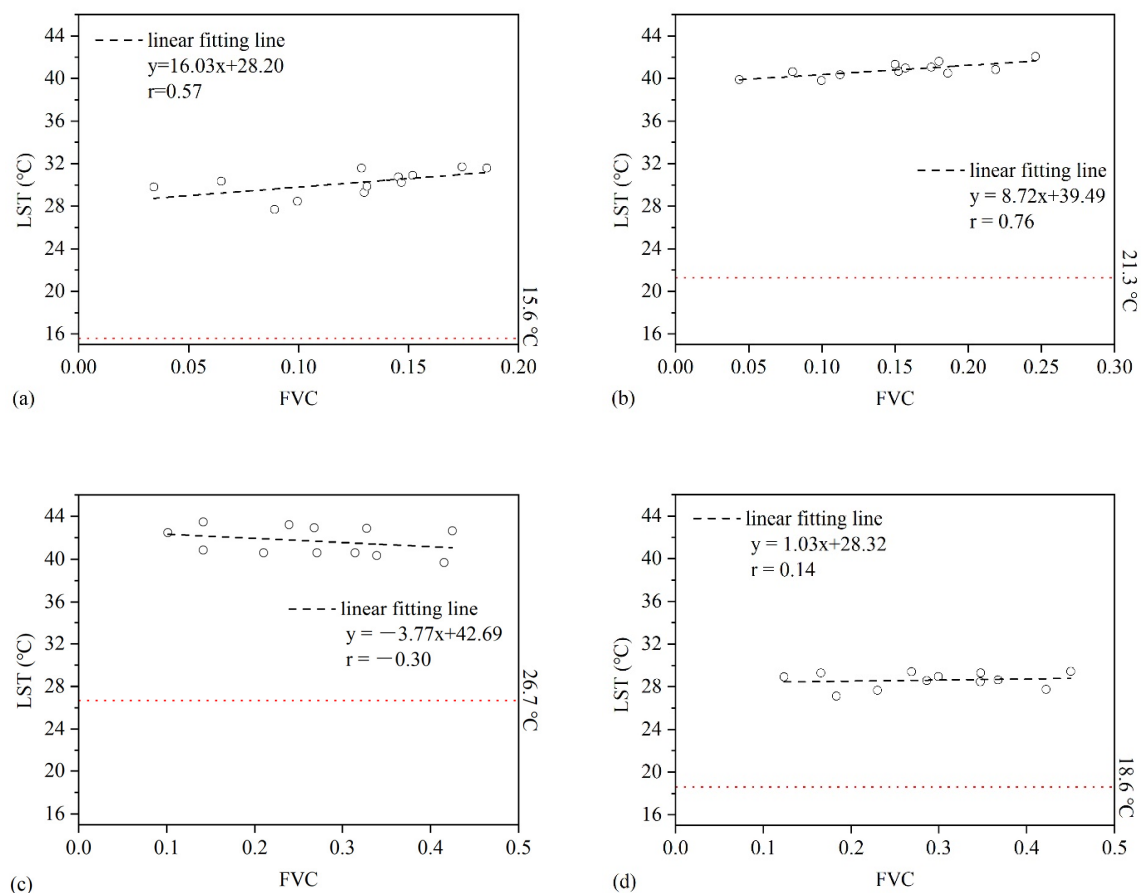 linear fitting line
y=16.03x+28.20
r=0.57
44
40
36
32
28
24
20
16
LST (°C)
15.6 °C
0.00
0.05
0.10
0.15
0.20
FVC
(a)
linear fitting line
y = 8.72x+39.49
r = 0.76
44
40
36
32
28
24
20
16
LST (°C)
21.3 °C
0.00
0.05
0.10
0.15
0.20
0.25
0.30
FVC
(b)
linear fitting line
y = －3.77x+42.69
r = －0.30
44
40
36
32
28
24
20
16
LST (°C)
26.7 °C
0.0
0.1
0.2
0.3
0.4
0.5
FVC
(c)
linear fitting line
y = 1.03x+28.32
r = 0.14
44
40
36
32
28
24
20
16
LST (°C)
18.6 °C
0.0
0.1
0.2
0.3
0.4
0.5
FVC
(d)